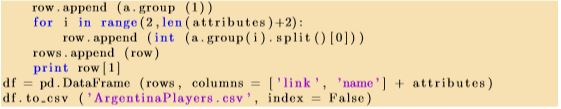 row.append (a.group (1))
for i in range(2,len(attributes)+2):
row.append (int (a.group(i).split()[0]))
rows.append (row)
print row[1]
df = pd.DataFrame (rows, columns = ['link', 'name'] + attributes)
df.to_csv ('ArgentinaPlayers.csv', index = False)